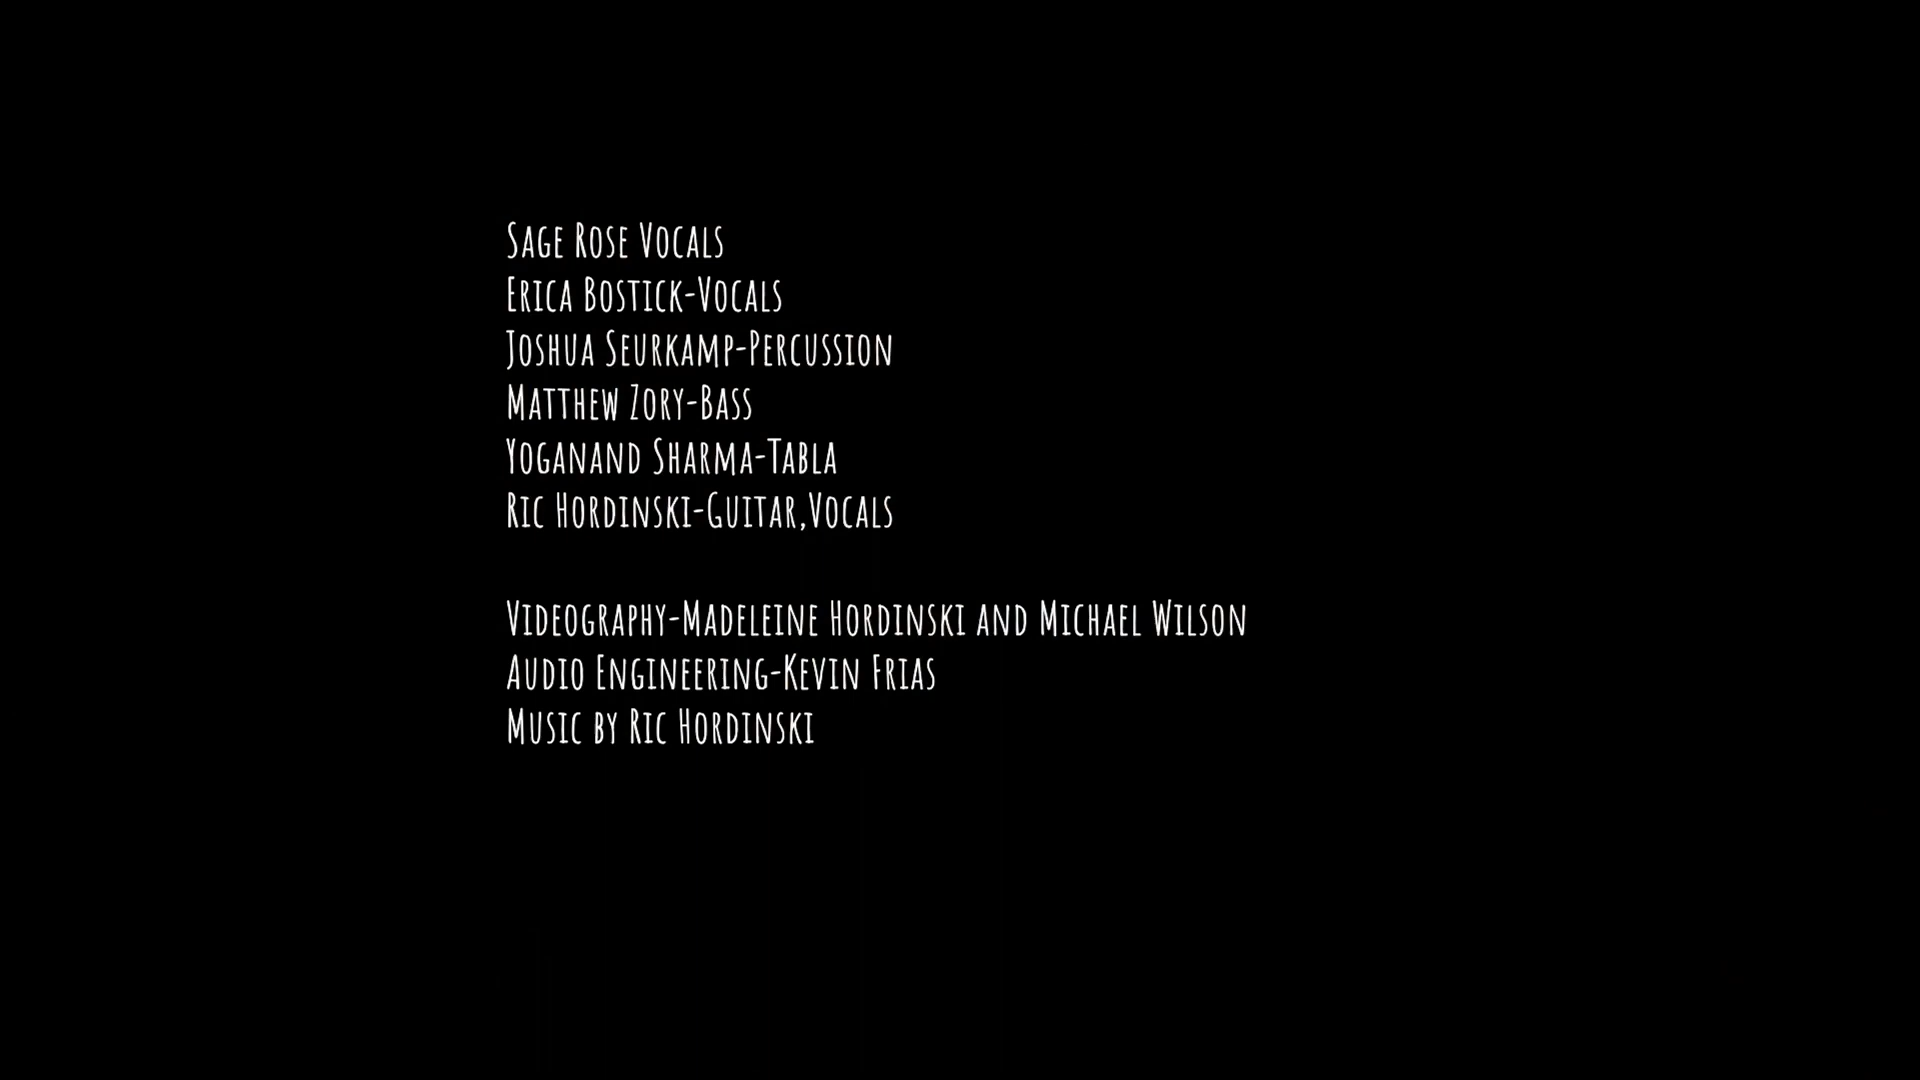 Sage Rose Vocals
Erica Bostick-Vocals
Joshua Seurkamp-Percussion
Matthew Zory-Bass
Yoganand Sharma-Tabla
Ric Hordinski-Guitar,Vocals
Videography-Madeleine Hordinski and Michael Wilson
Audio Engineering-Kevin Frias
Music by Ric Hordinski